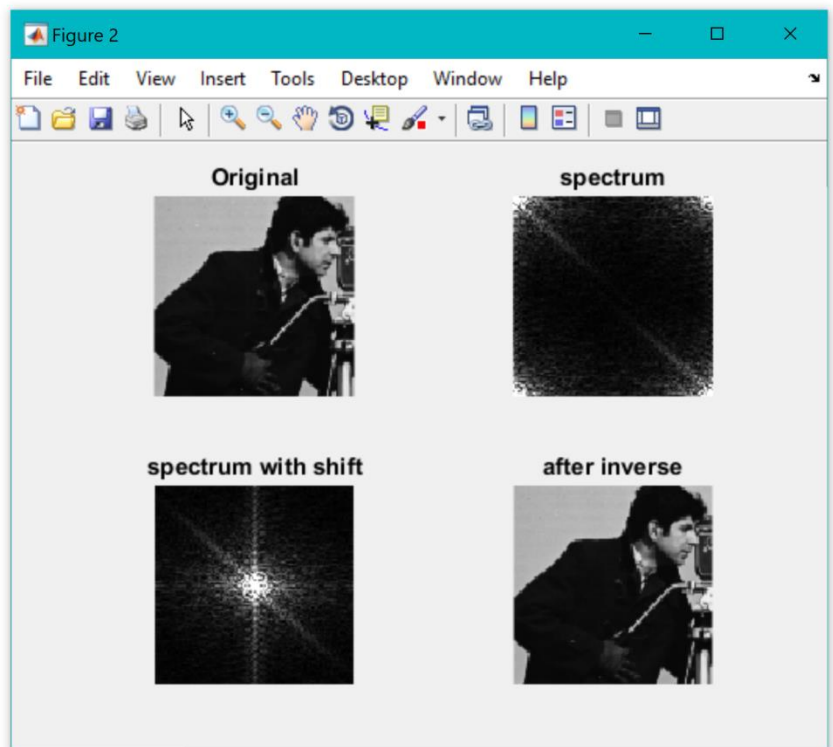 Figure 2
File Edit View Insert Tools Desktop Window Help
Original
spectrum
spectrum with shift
after inverse